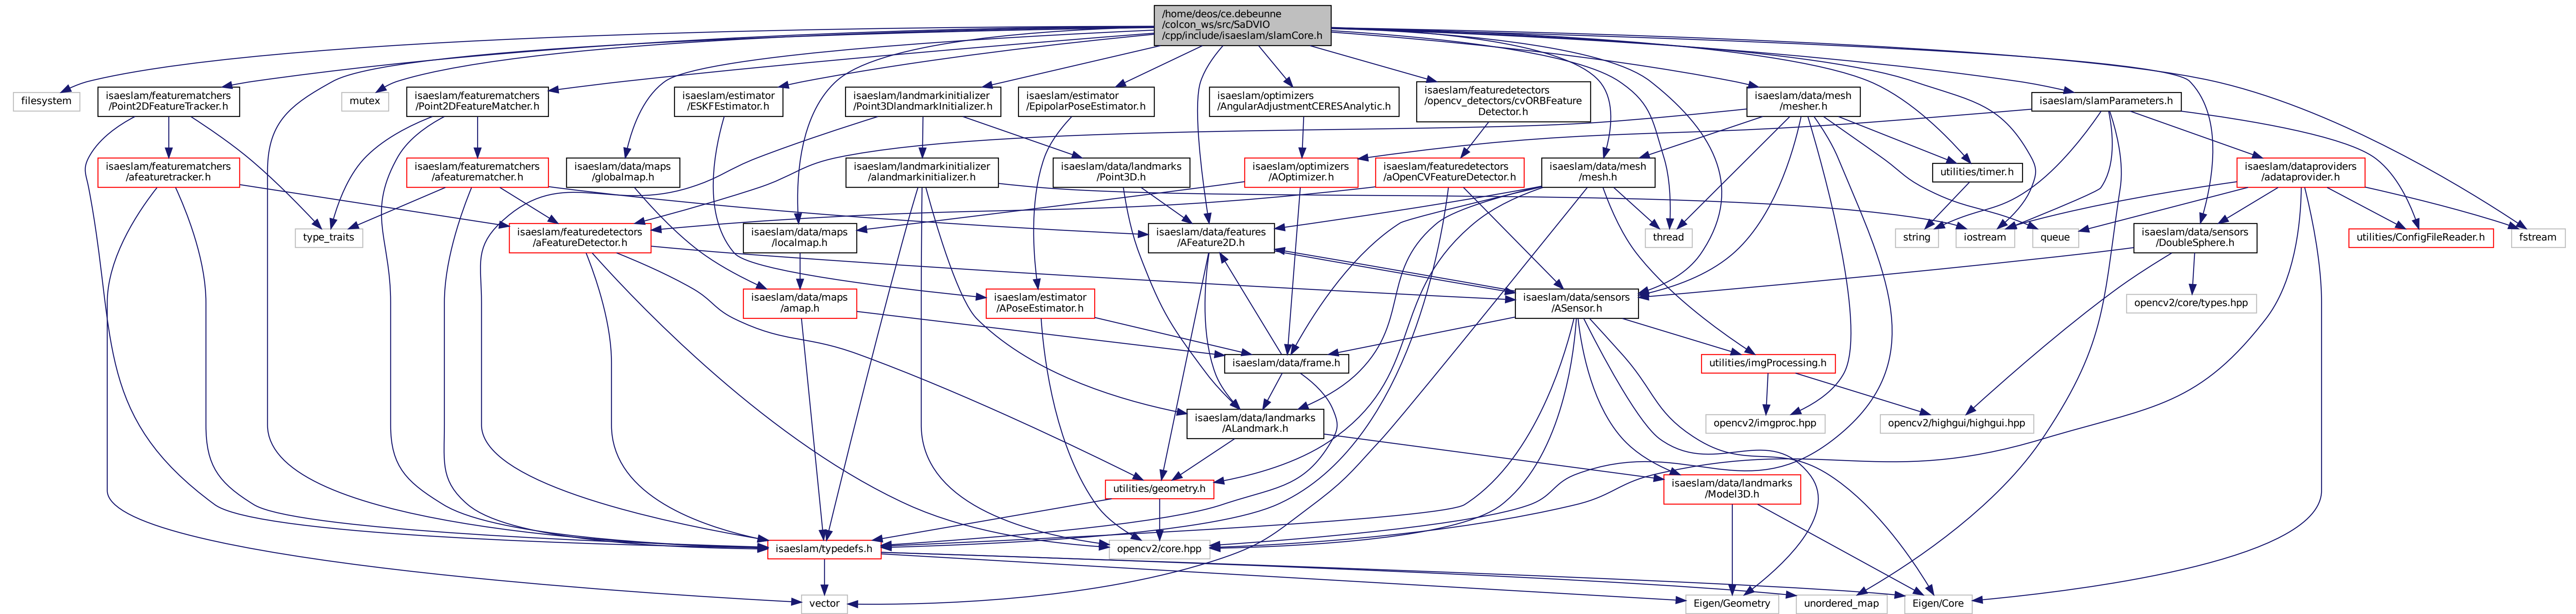 /home/deos/ce.debeunne
/colcon_ws/src/SaDVIO
/cpp/include/isaeslam/slamCore.h
filesystem
isaeslam/featurematchers
/Point2DFeatureTracker.h
mutex
isaeslam/featurematchers
/Point2DFeatureMatcher.h
isaeslam/estimator
/ESKFEstimator.h
isaeslam/landmarkinitializer
/Point3DlandmarkInitializer.h
isaeslam/estimator
/EpipolarPoseEstimator.h
isaeslam/optimizers
/AngularAdjustmentCERESAnalytic.h
isaeslam/featuredetectors
/opencv_detectors/cvORBFeature
Detector.h
isaeslam/data/mesh
/mesher.h
isaeslam/slamParameters.h
isaeslam/featurematchers
/afeaturetracker.h
isaeslam/featurematchers
/afeaturematcher.h
isaeslam/data/maps
/globalmap.h
isaeslam/landmarkinitializer
/alandmarkinitializer.h
isaeslam/data/landmarks
/Point3D.h
isaeslam/optimizers
/AOptimizer.h
isaeslam/featuredetectors
/aOpenCVFeatureDetector.h
isaeslam/data/mesh
/mesh.h
utilities/timer.h
isaeslam/dataproviders
/adataprovider.h
type_traits
isaeslam/featuredetectors
/aFeatureDetector.h
isaeslam/data/maps
/localmap.h
isaeslam/data/features
/AFeature2D.h
thread
string
iostream
queue
isaeslam/data/sensors
/DoubleSphere.h
utilities/ConfigFileReader.h
fstream
isaeslam/data/maps
/amap.h
isaeslam/estimator
/APoseEstimator.h
isaeslam/data/sensors
/ASensor.h
opencv2/core/types.hpp
isaeslam/data/frame.h
utilities/imgProcessing.h
isaeslam/data/landmarks
/ALandmark.h
opencv2/imgproc.hpp
opencv2/highgui/highgui.hpp
utilities/geometry.h
isaeslam/data/landmarks
/Model3D.h
isaeslam/typedefs.h
opencv2/core.hpp
vector
Eigen/Geometry
unordered_map
Eigen/Core